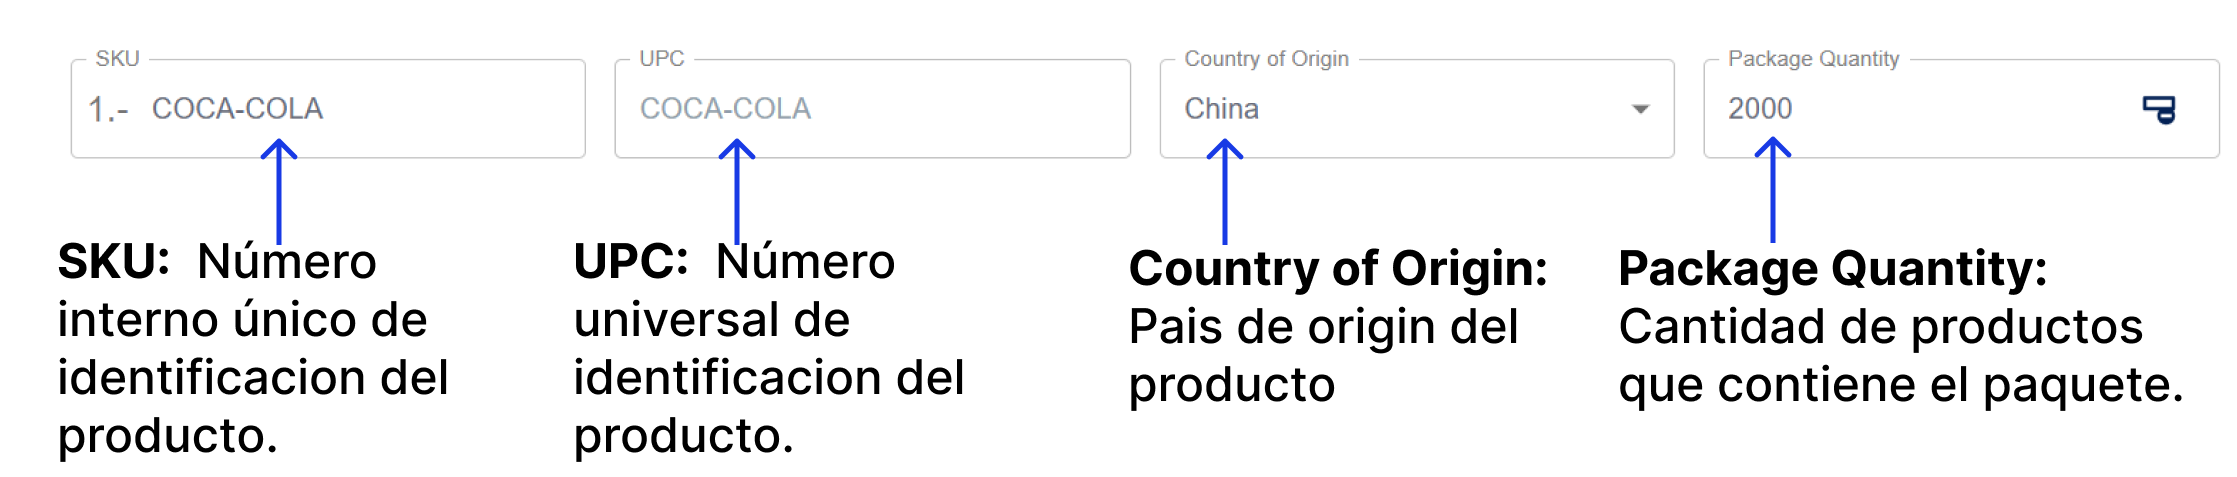 SKU
1.- COCA-COLA
UPC
COCA-COLA
Country of Origin
China
Package Quantity
2000
SKU: Número
interno único de
identificacion del
producto.
UPC: Número
universal de
identificacion del
producto.
Country of Origin:
Pais de origin del
producto
Package Quantity:
Cantidad de productos
que contiene el paquete.